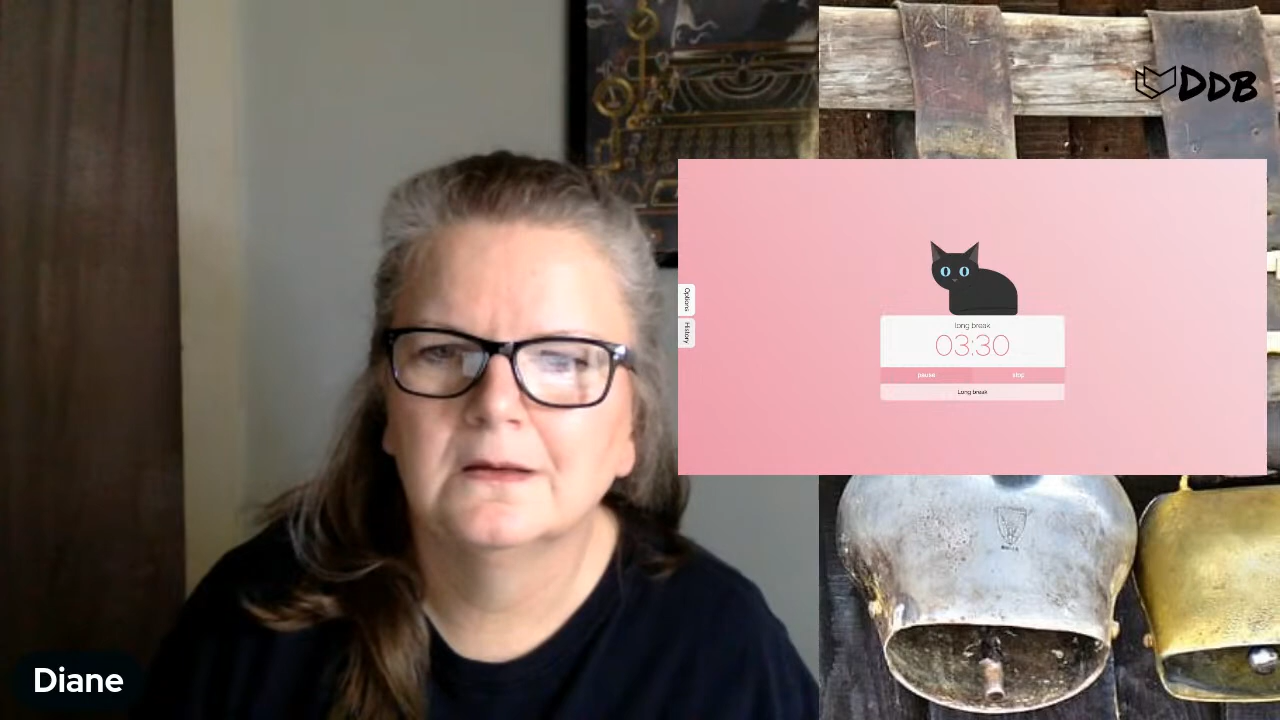 DDB
Options
History
long break
03:30
pause
stop
Long break
Diane